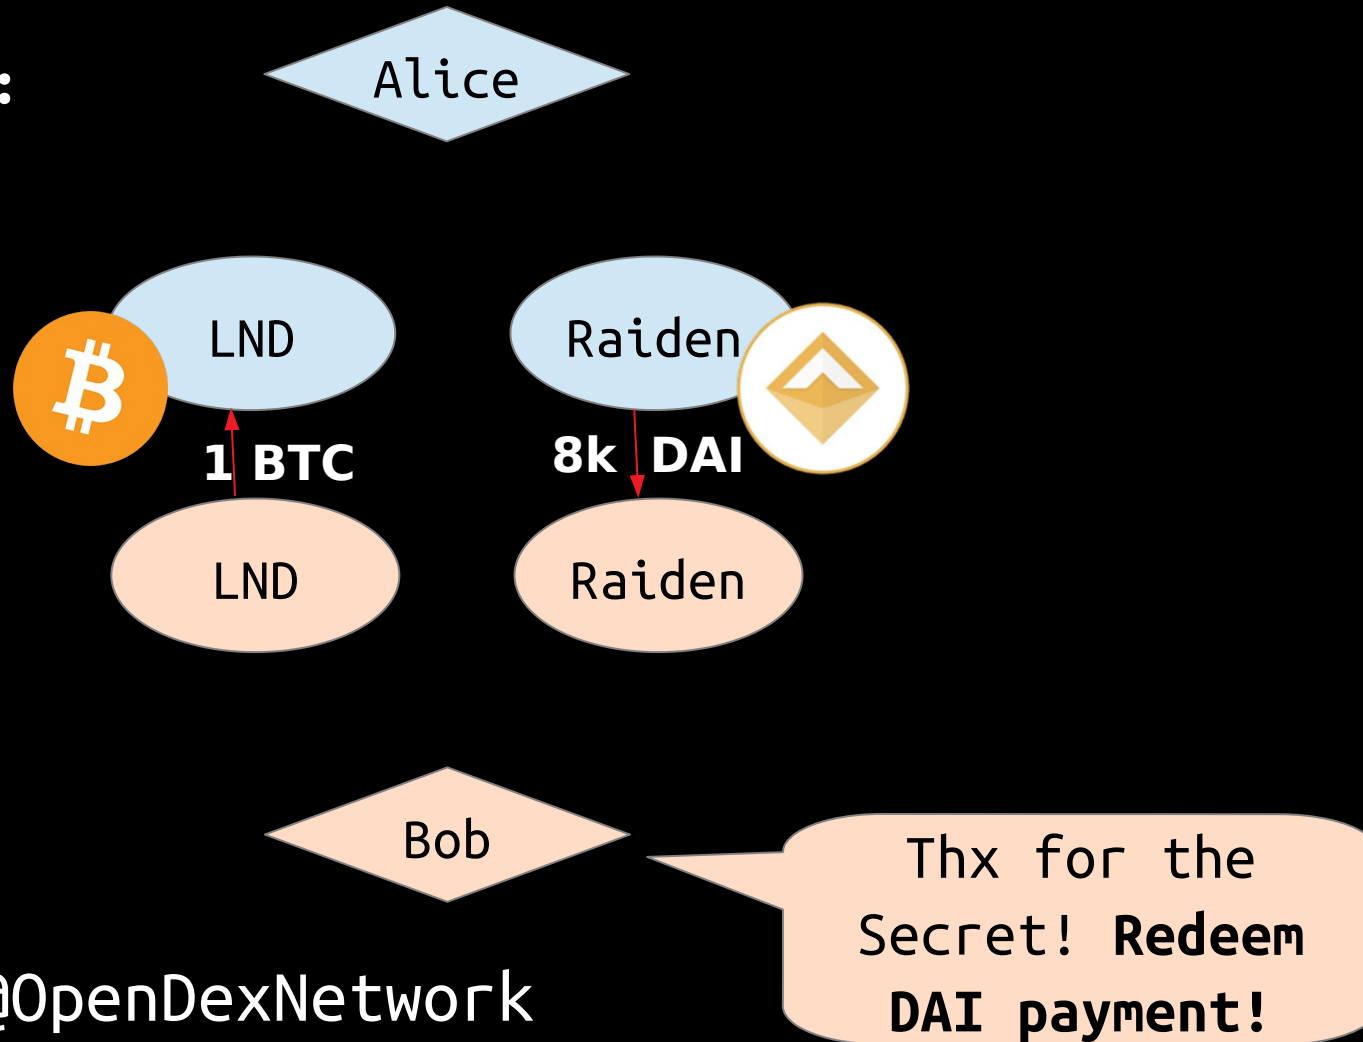 :
Alice
LND
Raiden
1 BTC
8k DAI
LND
Raiden
Bob
Thx for the
Secret! Redeem
DAI payment!
@OpenDexNetwork